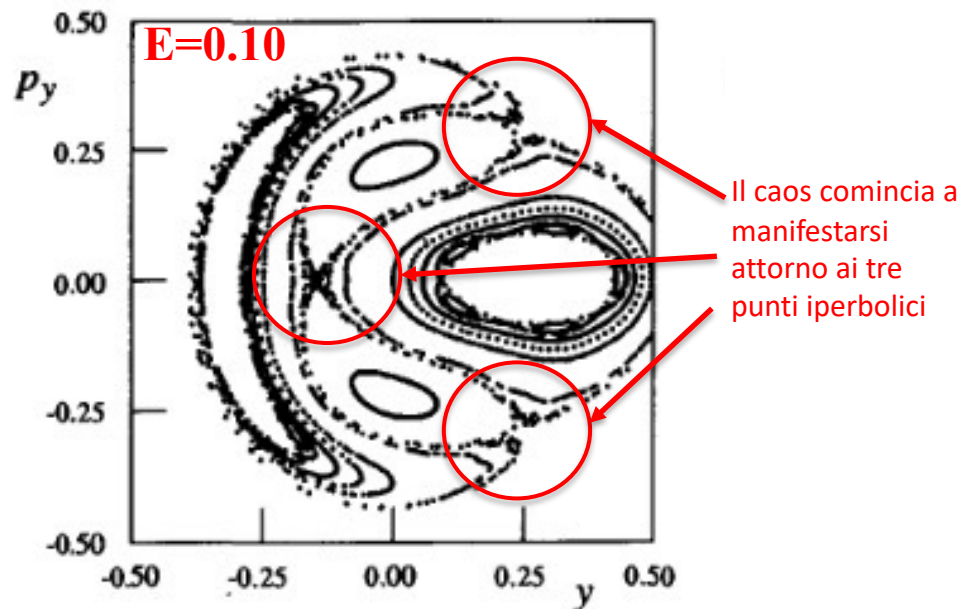 0.50
E=0.10
p_y
0.25
0.00
-0.25
-0.50
-0.50
-0.25
0.00
0.25
y
0.50
Il caos comincia a
manifestarsi
attorno ai tre
punti iperbolici